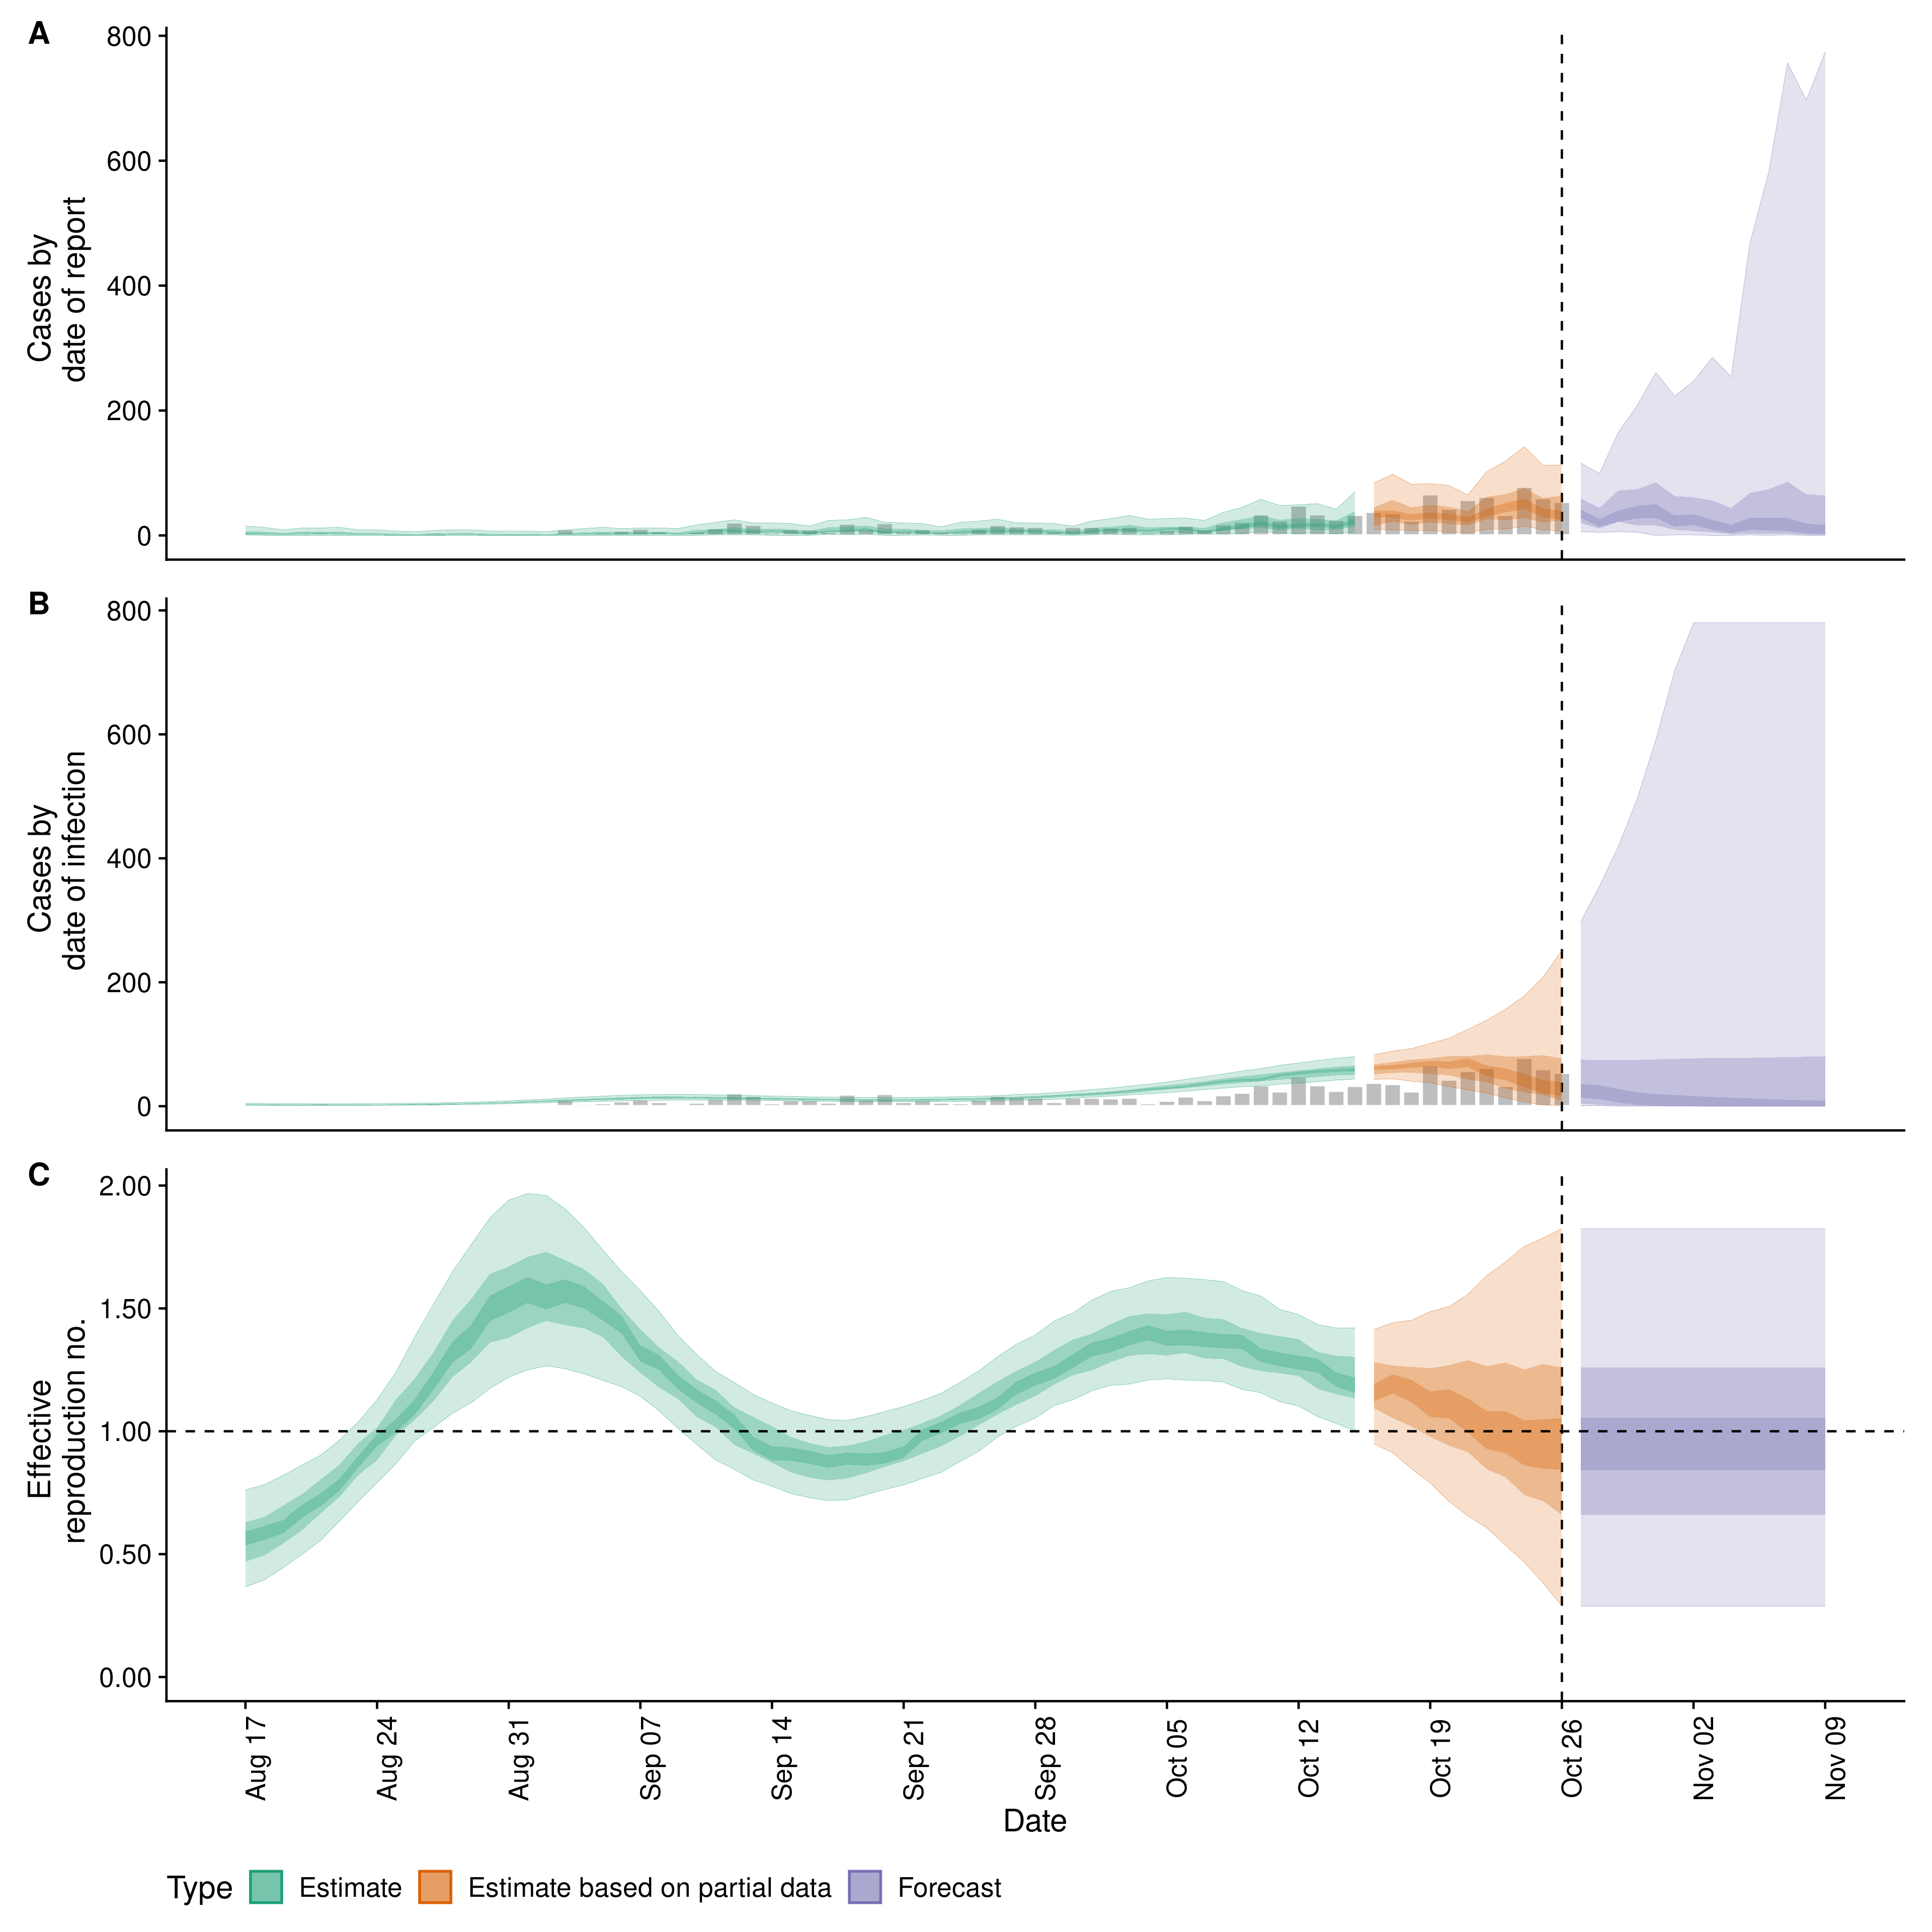 A
800
600
400
200
0
Cases by
date of report
B
800
600
400
200
0
Cases by
date of infection
C
2.00
1.50
1.00
0.50
0.00
Effective
reproduction no.
Aug 17
Aug 24
Aug 31
Sep 07
Sep 14
Sep 21
Sep 28
Oct 05
Oct 12
Oct 19
Oct 26
Nov 02
Nov 09
Date
Type Estimate Estimate based on partial data Forecast